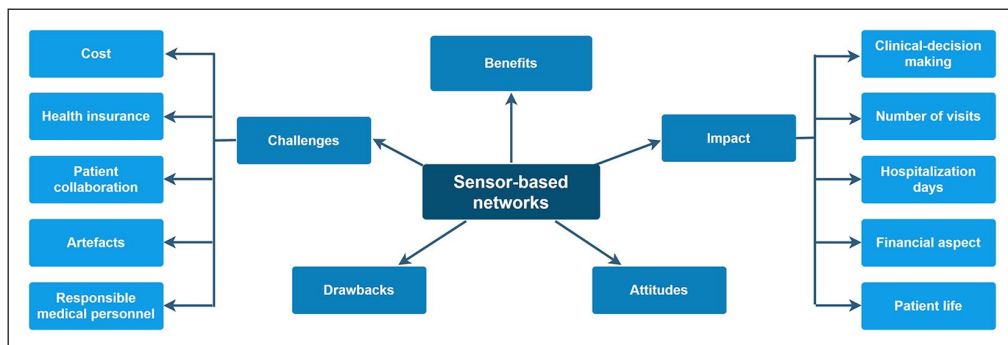 Cost
Health insurance
Patient
collaboration
Artefacts
Responsible
medical personnel
Challenges
Benefits
Sensor-based
networks
Drawbacks
Attitudes
Impact
Clinical-decision
making
Number of visits
Hospitalization
days
Financial aspect
Patient life